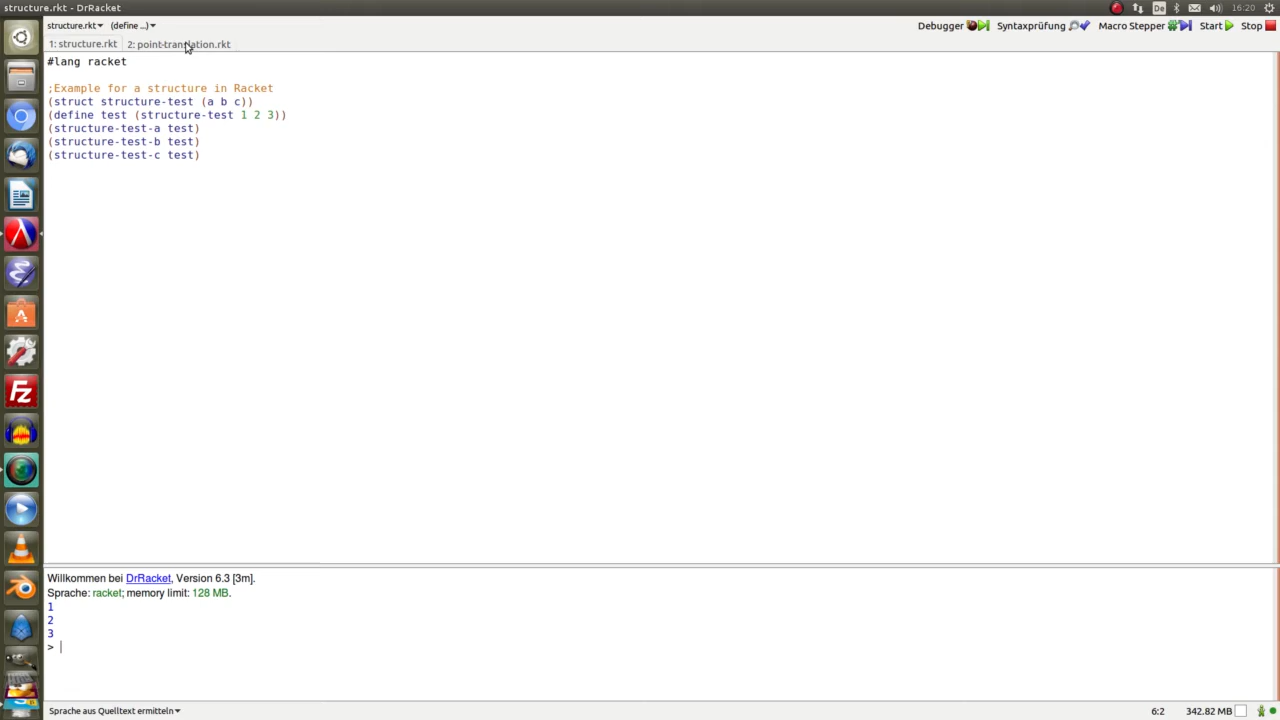 structure.rkt - DrRacket
De
16:20
structure.rkt
(define ...)
Debugger
Syntaxprüfung
Macro Stepper
Start
Stop
1: structure.rkt
2: point-translation.rkt
#lang racket
;Example for a structure in Racket
(struct structure-test (a b c))
(define test (structure-test 1 2 3))
(structure-test-a test)
(structure-test-b test)
(structure-test-c test)
Willkommen bei DrRacket, Version 6.3 [3m].
Sprache: racket; memory limit: 128 MB.
1
2
3
>
Sprache aus Quelltext ermitteln
6:2
342.82 MB